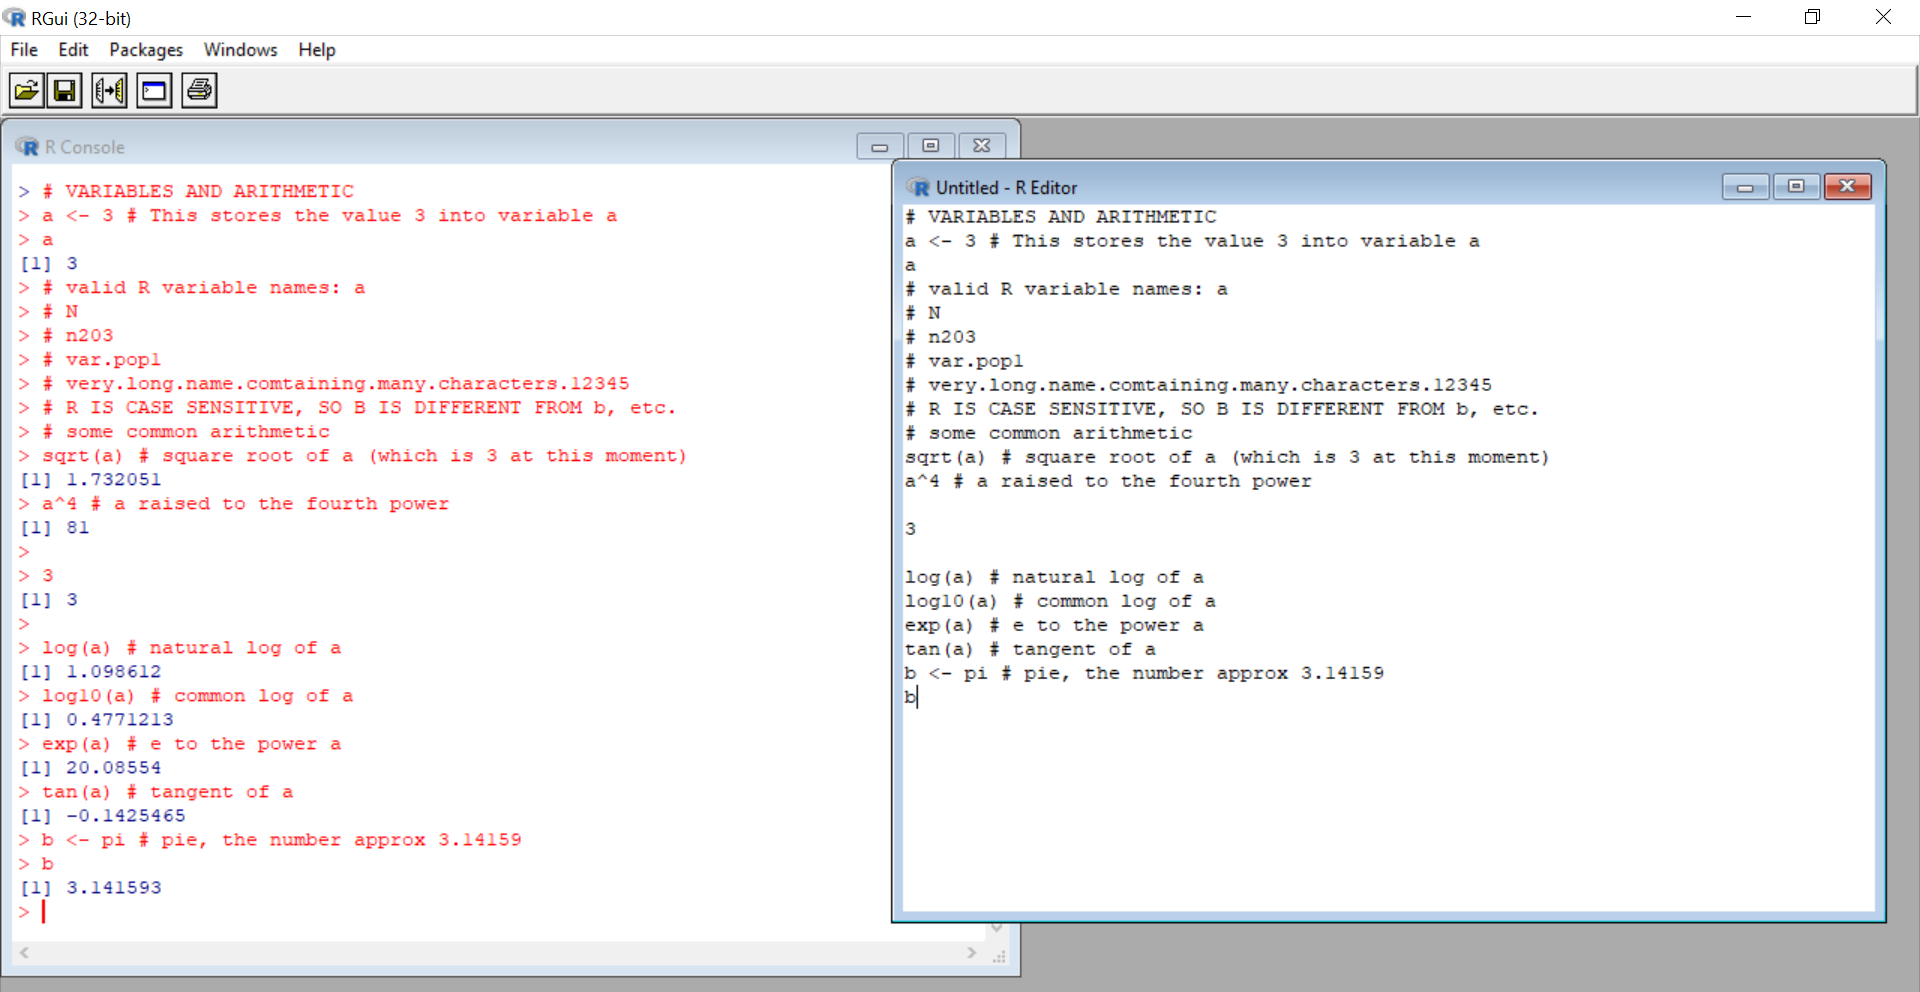 RGui (32-bit)
File Edit Packages Windows Help
R Console
> # VARIABLES AND ARITHMETIC
> a <- 3 # This stores the value 3 into variable a
> a
[1] 3
> # valid R variable names: a
> # N
> # n203
> # var.pop1
> # very.long.name.comtaining.many.characters.12345
> # R IS CASE SENSITIVE, SO B IS DIFFERENT FROM b, etc.
> # some common arithmetic
> sqrt(a) # square root of a (which is 3 at this moment)
[1] 1.732051
> a^4 # a raised to the fourth power
[1] 81
>
> 3
[1] 3
>
> log(a) # natural log of a
[1] 1.098612
> log10(a) # common log of a
[1] 0.4771213
> exp(a) # e to the power a
[1] 20.08554
> tan(a) # tangent of a
[1] -0.1425465
> b <- pi # pie, the number approx 3.14159
> b
[1] 3.141593
>
Untitled - R Editor
# VARIABLES AND ARITHMETIC
a <- 3 # This stores the value 3 into variable a
a
# valid R variable names: a
# N
# n203
# var.pop1
# very.long.name.comtaining.many.characters.12345
# R IS CASE SENSITIVE, SO B IS DIFFERENT FROM b, etc.
# some common arithmetic
sqrt(a) # square root of a (which is 3 at this moment)
a^4 # a raised to the fourth power
3
log(a) # natural log of a
log10(a) # common log of a
exp(a) # e to the power a
tan(a) # tangent of a
b <- pi # pie, the number approx 3.14159
b